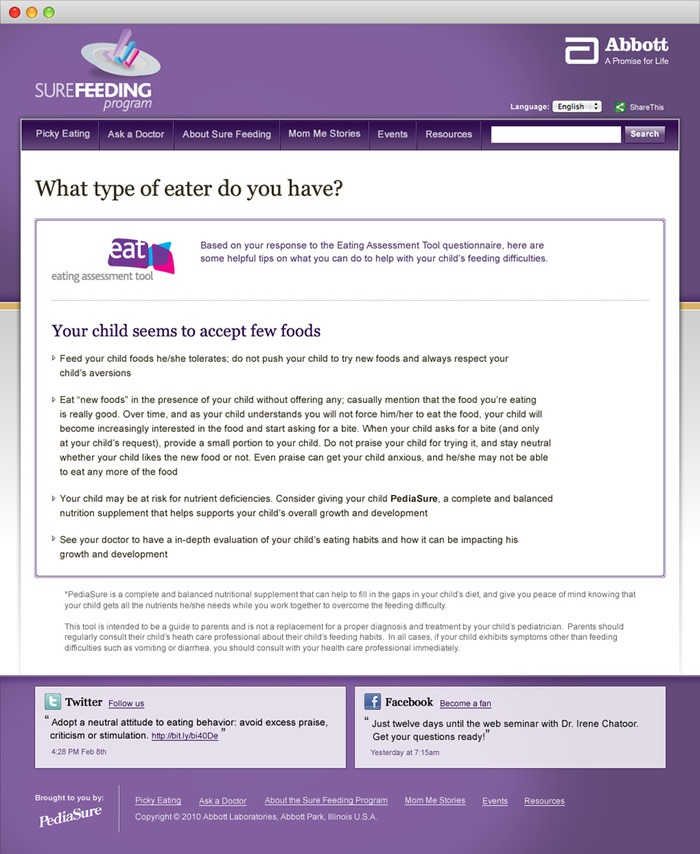 SUREFEEDING
program
Abbott
A Promise for Life
Language: English ShareThis
Picky Eating Ask a Doctor About Sure Feeding Mom Me Stories Events Resources Search
What type of eater do you have?
eat
eating assessment tool
Based on your response to the Eating Assessment Tool questionnaire, here are
some helpful tips on what you can do to help with your child's feeding difficulties.
Your child seems to accept few foods
Feed your child foods he/she tolerates; do not push your child to try new foods and always respect your
child's aversions
Eat “new foods” in the presence of your child without offering any; casually mention that the food you're eating
is really good. Over time, and as your child understands you will not force him/her to eat the food, your child will
become increasingly interested in the food and start asking for a bite. When your child asks for a bite (and only
at your child's request), provide a small portion to your child. Do not praise your child for trying it, and stay neutral
whether your child likes the new food or not. Even praise can get your child anxious, and he/she may not be able
to eat any more of the food
Your child may be at risk for nutrient deficiencies. Consider giving your child PediaSure, a complete and balanced
nutrition supplement that helps supports your child's overall growth and development
See your doctor to have a in-depth evaluation of your child's eating habits and how it can be impacting his
growth and development
*PediaSure is a complete and balanced nutritional supplement that can help to fill in the gaps in your child's diet, and give you peace of mind knowing that
your child gets all the nutrients he/she needs while you work together to overcome the feeding difficulty.
This tool is intended to be a guide to parents and is not a replacement for a proper diagnosis and treatment by your child's pediatrician. Parents should
regularly consult their child's heath care professional about their child's feeding habits. In all cases, if your child exhibits symptoms other than feeding
difficulties such as vomiting or diarrhea, you should consult with your health care professional immediately.
Twitter Follow us
“ Adopt a neutral attitude to eating behavior: avoid excess praise,
criticism or stimulation. http://bit.ly/bi40De ”
4:28 PM Feb 8th
Facebook Become a fan
“ Just twelve days until the web seminar with Dr. Irene Chatoor.
Get your questions ready!”
Yesterday at 7:15am
Brought to you by:
PediaSure
Picky Eating Ask a Doctor About the Sure Feeding Program Mom Me Stories Events Resources
Copyright © 2010 Abbott Laboratories, Abbott Park, Illinois U.S.A.